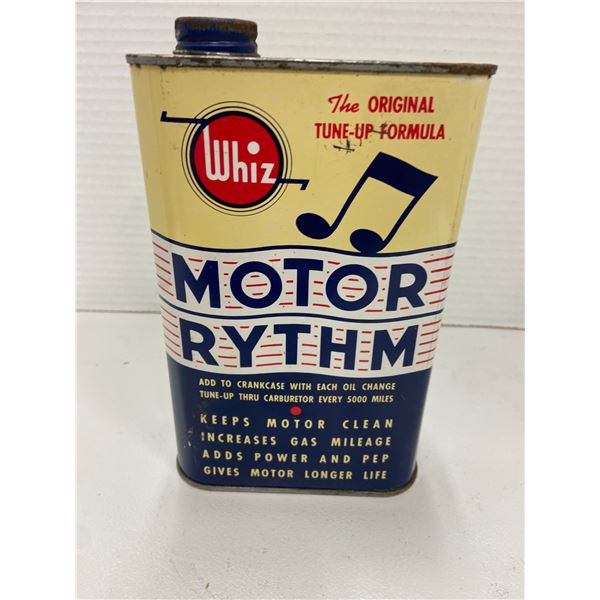 Whiz
The ORIGINAL
TUNE-UP FORMULA
MOTOR
RYTHM
ADD TO CRANKCASE WITH EACH OIL CHANGE
TUNE-UP THRU CARBURETOR EVERY 5000 MILES
KEEPS MOTOR CLEAN
INCREASES GAS MILEAGE
ADDS POWER AND PEP
GIVES MOTOR LONGER LIFE